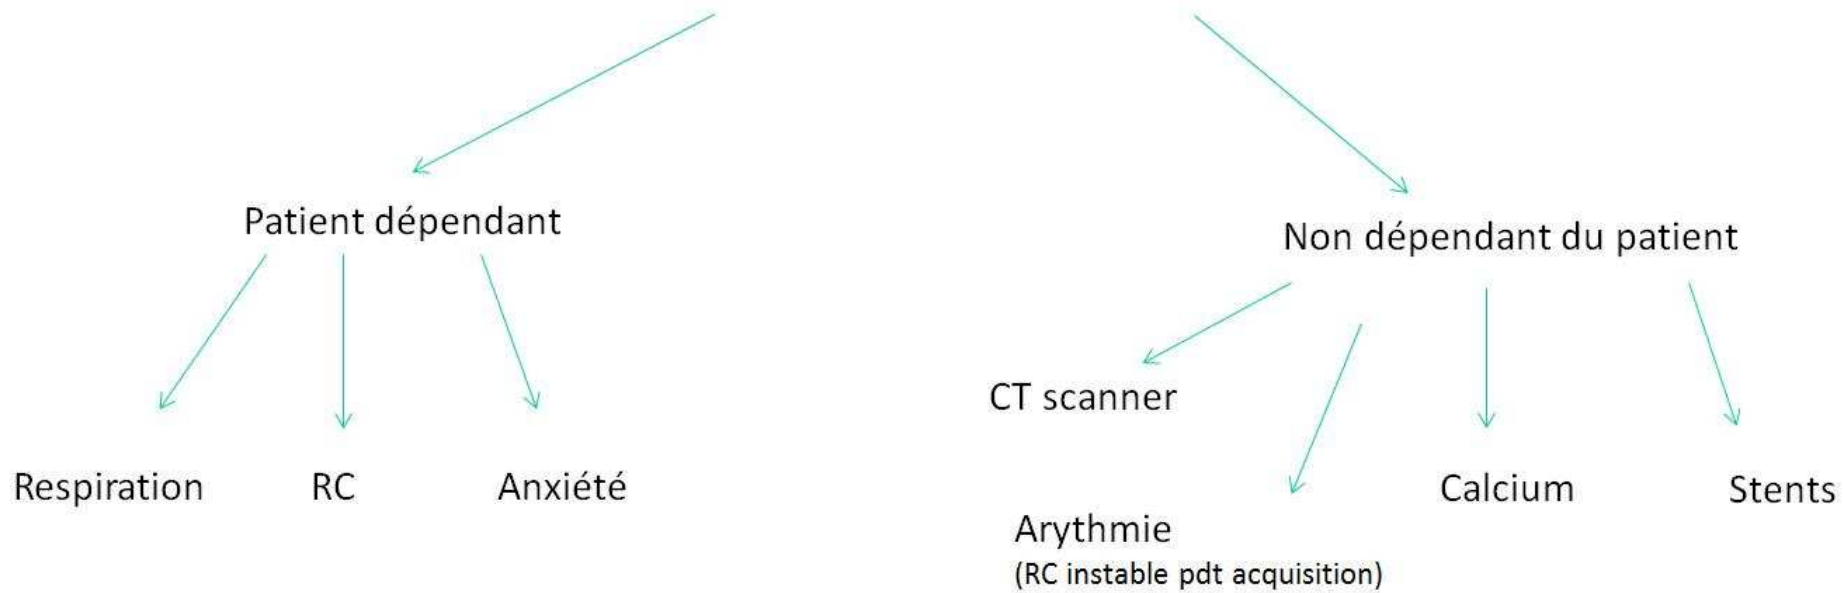 Patient dépendant
Non dépendant du patient
CT scanner
Respiration
RC
Anxiété
Calcium
Stents
Arythmie
(RC instable pdt acquisition)